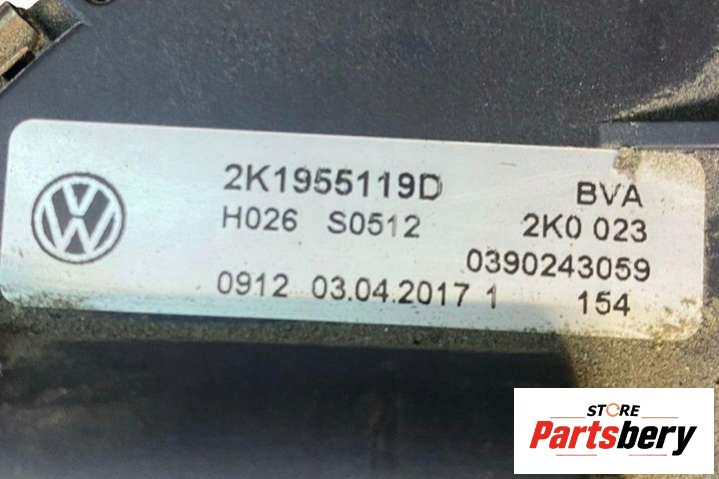 2K1955119D BVA
H026 S0512 2K0 023
0390243059
0912 03.04.2017 1 154
STORE
Partsbery